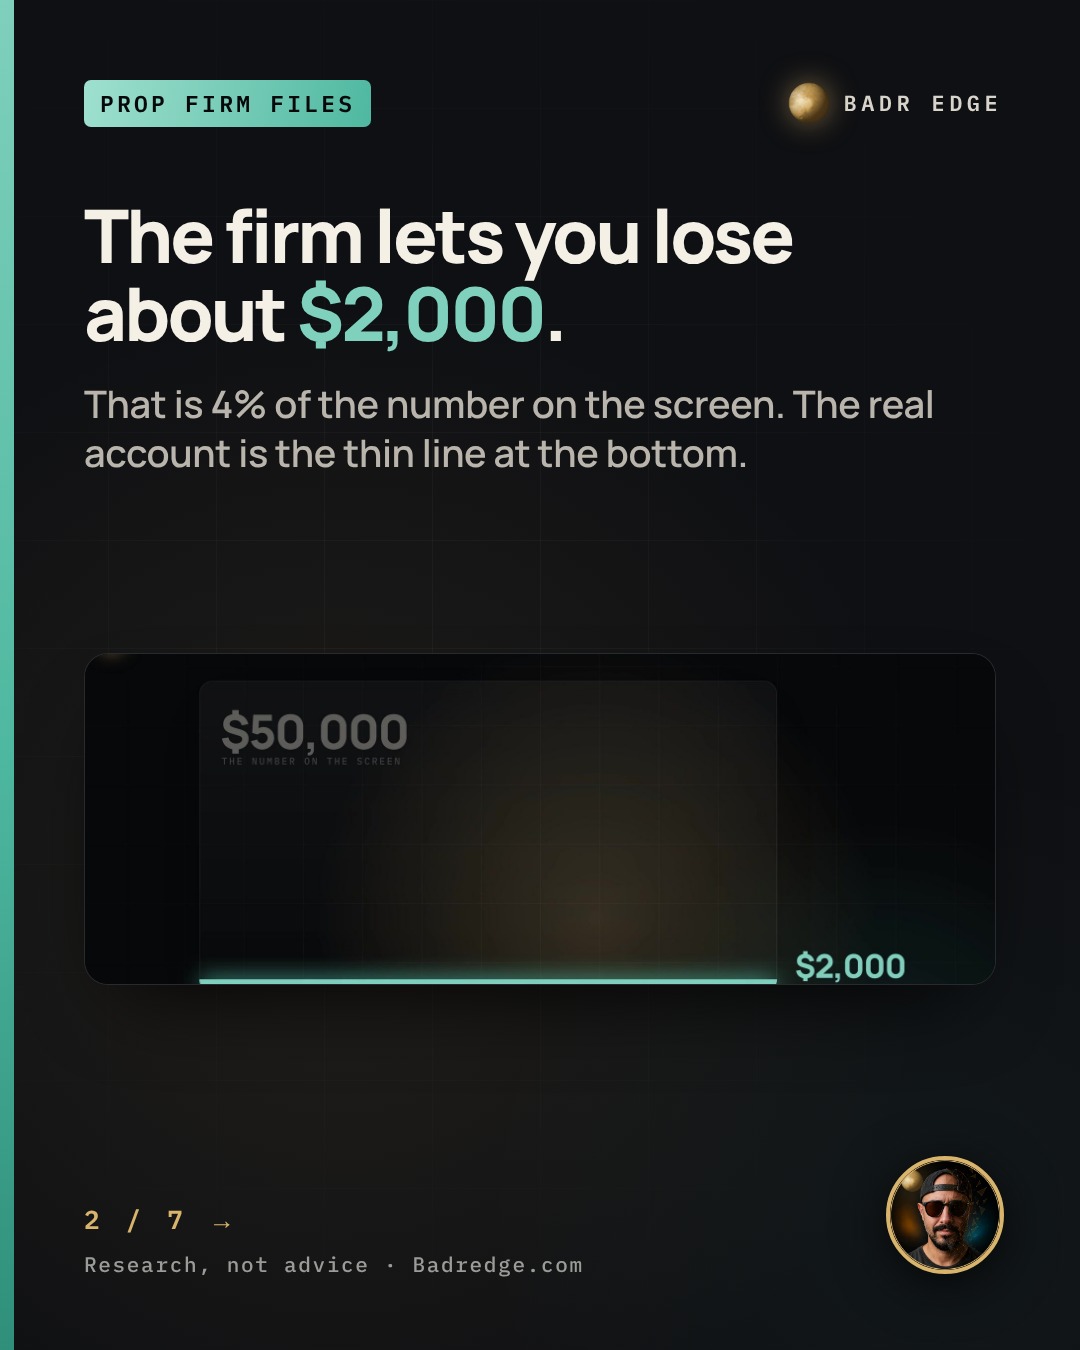 PROP FIRM FILES
BADR EDGE
The firm lets you lose
about $2,000.
That is 4% of the number on the screen. The real
account is the thin line at the bottom.
$50,000
THE NUMBER ON THE SCREEN
$2,000
2 / 7 →
Research, not advice · Badredge.com